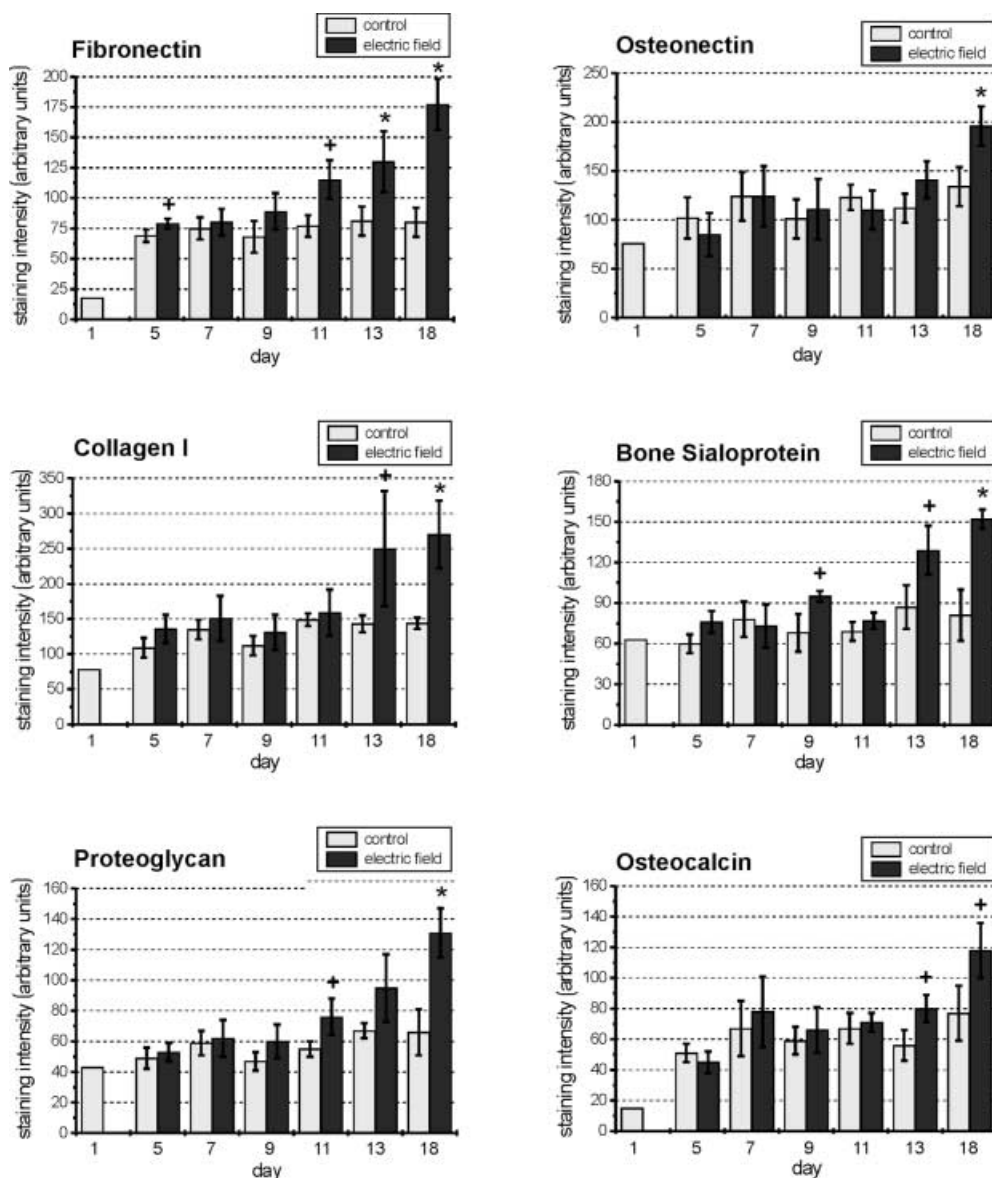 Fibronectin
control
electric field
staining intensity (arbitrary units)
200
175
150
125
100
75
50
25
0
+
+
*
*
1 5 7 9 11 13 18
day
Osteonectin
control
electric field
staining intensity (arbitrary units)
250
200
150
100
50
0
*
1 5 7 9 11 13 18
day
Collagen I
control
electric field
staining intensity (arbitrary units)
350
300
250
200
150
100
50
0
+
*
1 5 7 9 11 13 18
day
Bone Sialoprotein
control
electric field
staining intensity (arbitrary units)
180
150
120
90
60
30
0
+
+
*
1 5 7 9 11 13 18
day
Proteoglycan
control
electric field
staining intensity (arbitrary units)
160
140
120
100
80
60
40
20
0
+
*
1 5 7 9 11 13 18
day
Osteocalcin
control
electric field
staining intensity (arbitrary units)
160
140
120
100
80
60
40
20
0
+
+
1 5 7 9 11 13 18
day